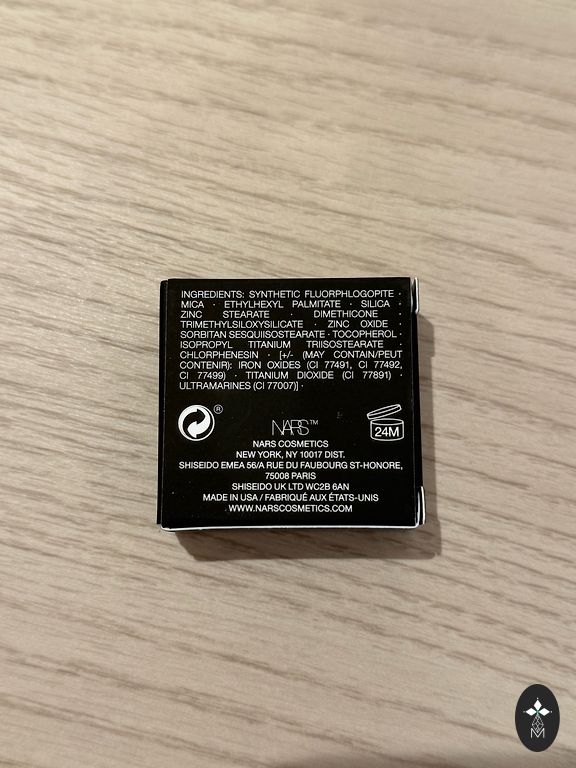 INGREDIENTS: SYNTHETIC FLUORPHLOGOPITE ·
MICA · ETHYLHEXYL PALMITATE · SILICA ·
ZINC STEARATE · DIMETHICONE ·
TRIMETHYLSILOXYSILICATE · ZINC OXIDE ·
SORBITAN SESQUIISOSTEARATE · TOCOPHEROL ·
ISOPROPYL TITANIUM TRIISOSTEARATE ·
CHLORPHENESIN · [+/- (MAY CONTAIN/PEUT
CONTENIR): IRON OXIDES (CI 77491, CI 77492,
CI 77499) · TITANIUM DIOXIDE (CI 77891) ·
ULTRAMARINES (CI 77007)] ·
®
NARS™
24M
NARS COSMETICS
NEW YORK, NY 10017 DIST.
SHISEIDO EMEA 56/A RUE DU FAUBOURG ST-HONORE,
75008 PARIS
SHISEIDO UK LTD WC2B 6AN
MADE IN USA / FABRIQUÉ AUX ÉTATS-UNIS
WWW.NARSCOSMETICS.COM
M